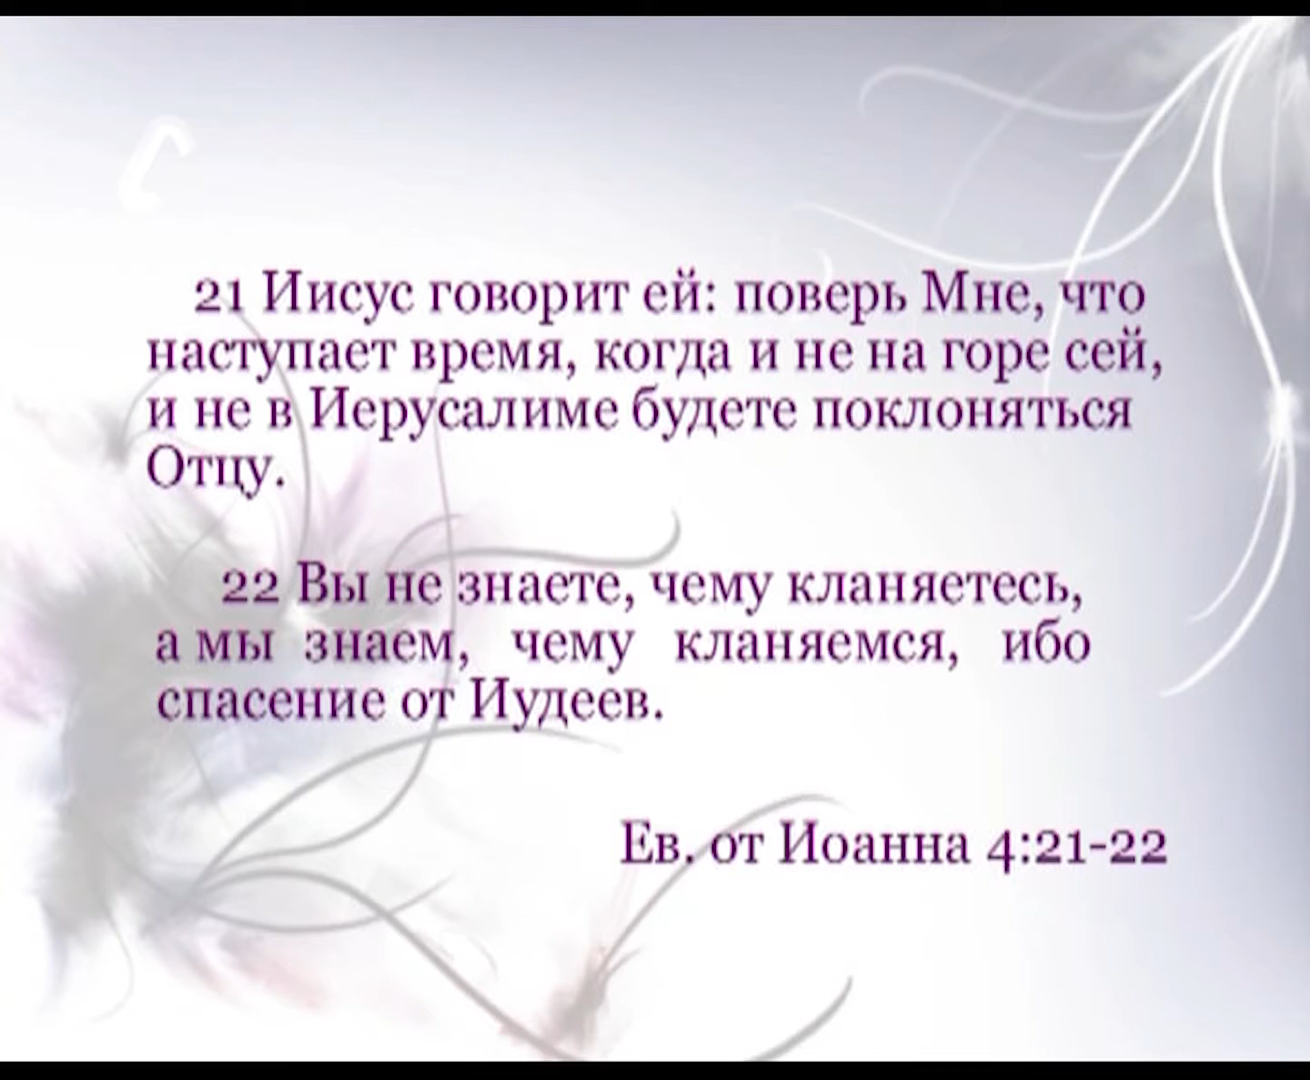 21 Иисус говорит ей: поверь Мне, что
наступает время, когда и не на горе сей,
и не в Иерусалиме будете поклоняться
Отцу.
22 Вы не знаете, чему кланяетесь,
а мы знаем, чему кланяемся, ибо
спасение от Иудеев.
Ев. от Иоанна 4:21-22